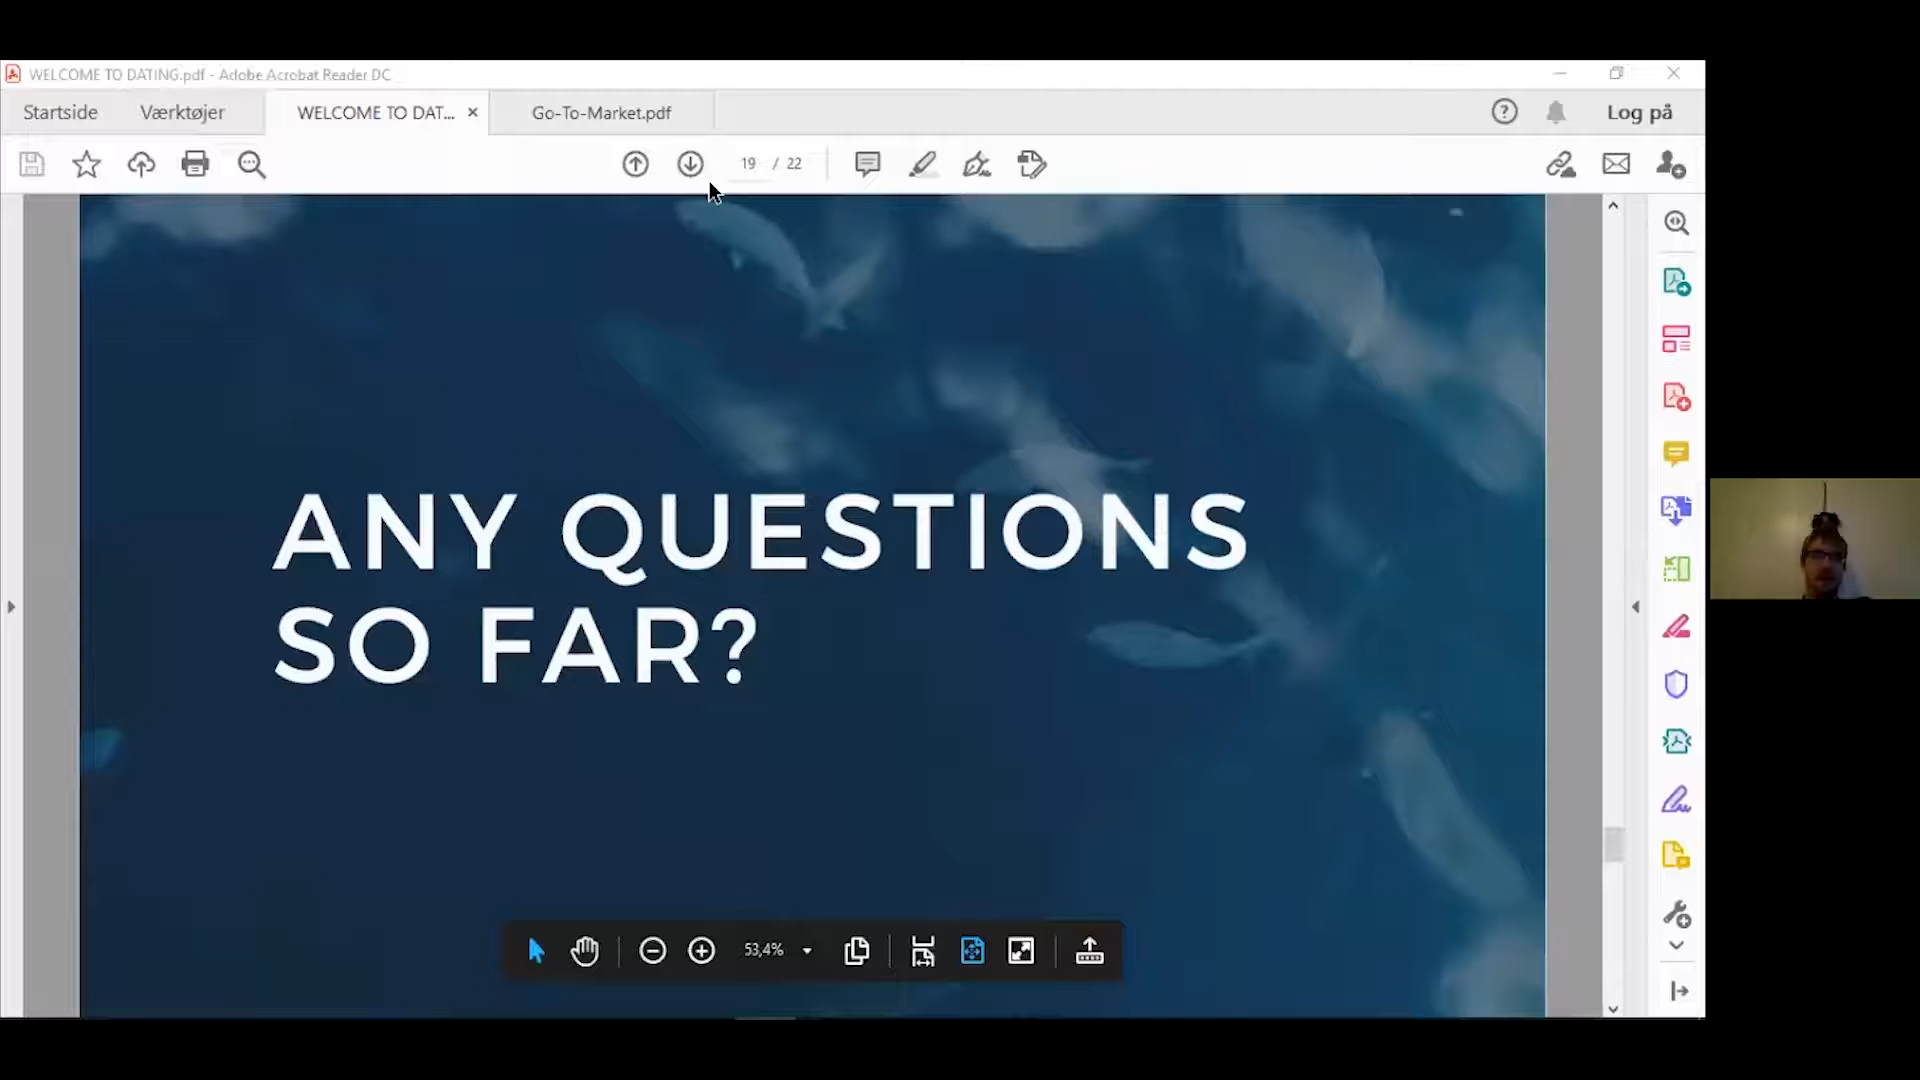 WELCOME TO DATING.pdf - Adobe Acrobat Reader DC
Startside
Værktøjer
WELCOME TO DAT...
Go-To-Market.pdf
Log på
19 / 22
ANY QUESTIONS
SO FAR?
53,4%